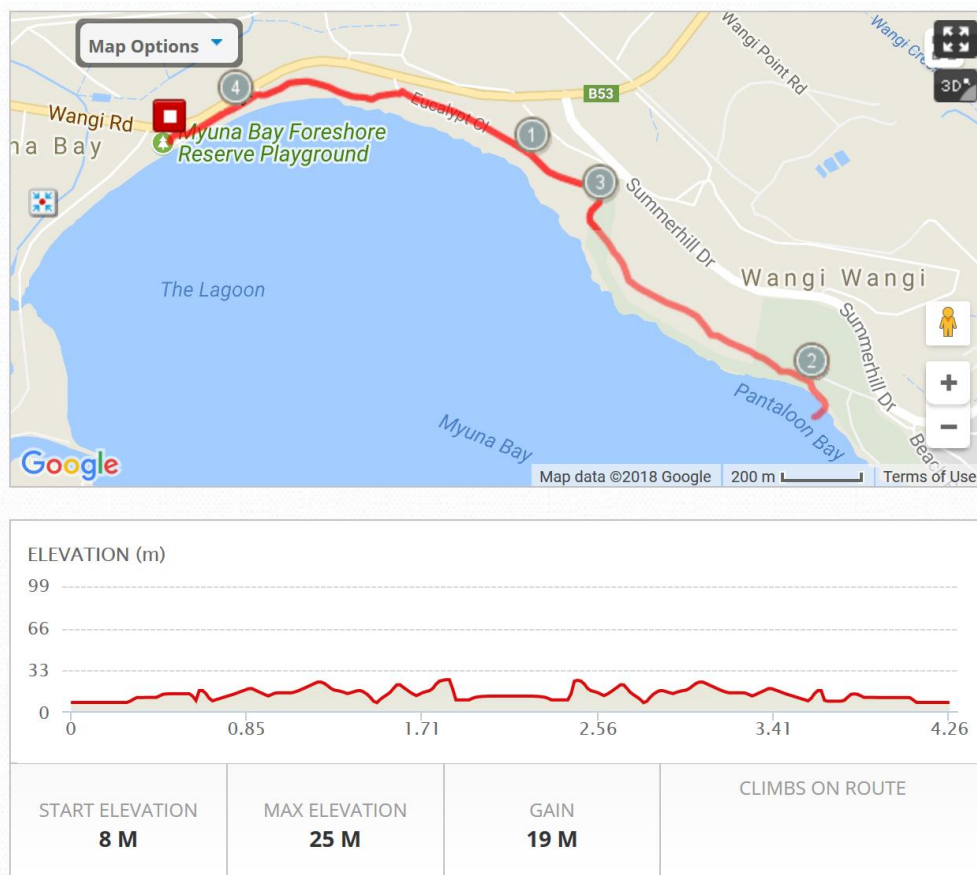 Map Options
Wangi Point Rd
Wangi Cre
3D
B53
4
Wangi Rd
na Bay
Myuna Bay Foreshore
Reserve Playground
Eucalypt Cl
1
3
Summerhill Dr
The Lagoon
Wangi Wangi
Summerhill Dr
2
Pantaloon Bay
Myuna Bay
Beac
+
−
Google
Map data ©2018 Google
200 m
Terms of Use
ELEVATION (m)
99
66
33
0
0 0.85 1.71 2.56 3.41 4.26
START ELEVATION
8 M
MAX ELEVATION
25 M
GAIN
19 M
CLIMBS ON ROUTE